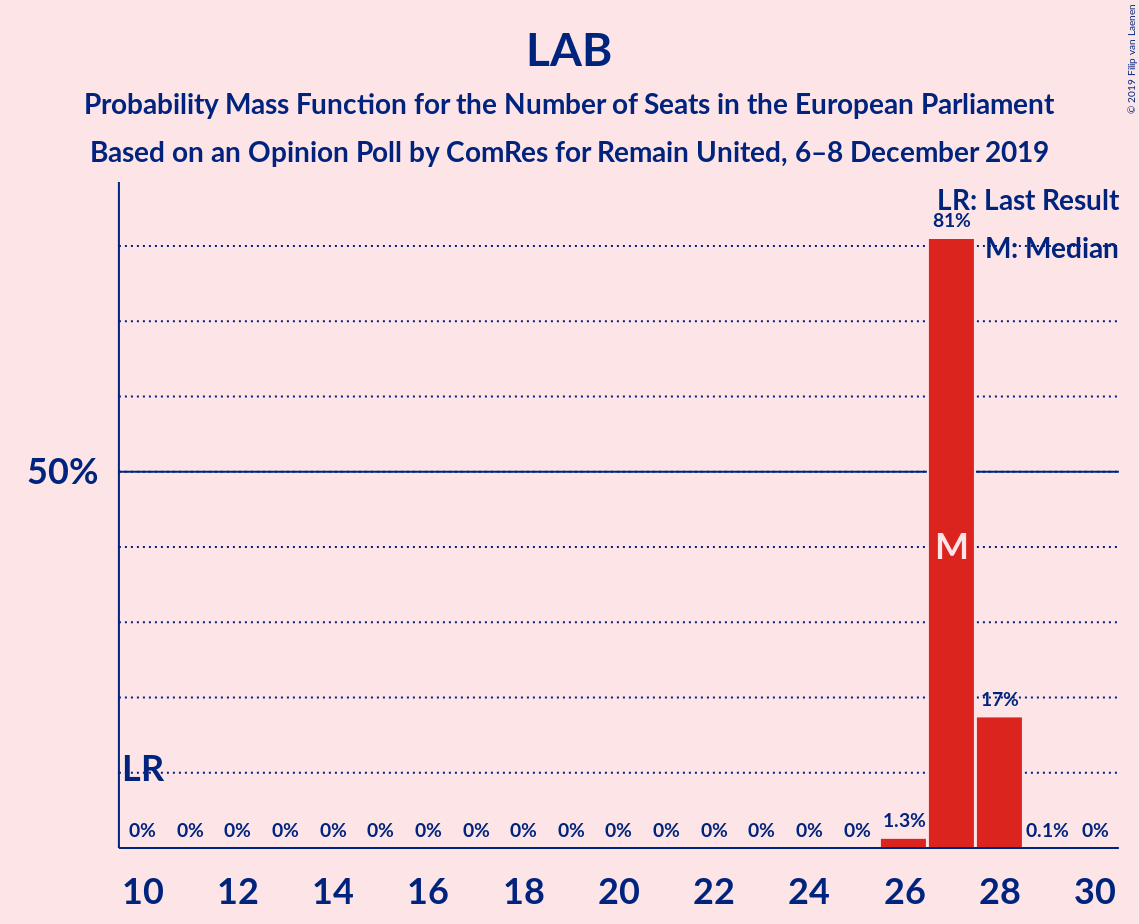 LAB
Probability Mass Function for the Number of Seats in the European Parliament
Based on an Opinion Poll by ComRes for Remain United, 6–8 December 2019
© 2019 Filip van Laenen
LR: Last Result
81%
M: Median
50%
M
17%
LR
1.3%
0% 0% 0% 0% 0% 0% 0% 0% 0% 0% 0% 0% 0% 0% 0% 0% 0.1% 0%
10 12 14 16 18 20 22 24 26 28 30